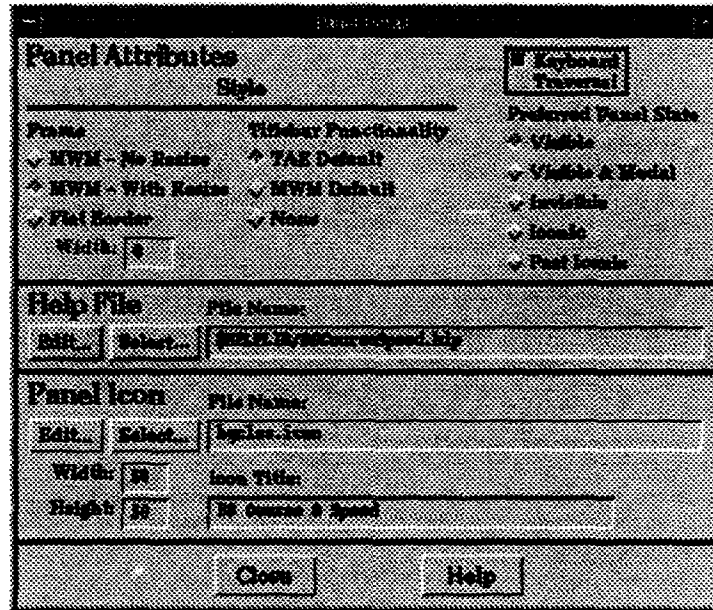 Panel Attributes
Keyboard
Traversal
Style
Preferred Panel State
Frame
Titlebar Functionality
Visible
MWM - No Resize
TAE Default
Visible & Modal
MWM - With Resize
MWM Default
Invisible
Flat Border
None
Iconic
Width:
Fast Iconic
Help File
File Name:
Edit...
Select...
Panel Icon
File Name:
Edit...
Select...
Width:
Icon Title:
Height:
Course & Speed
Close
Help